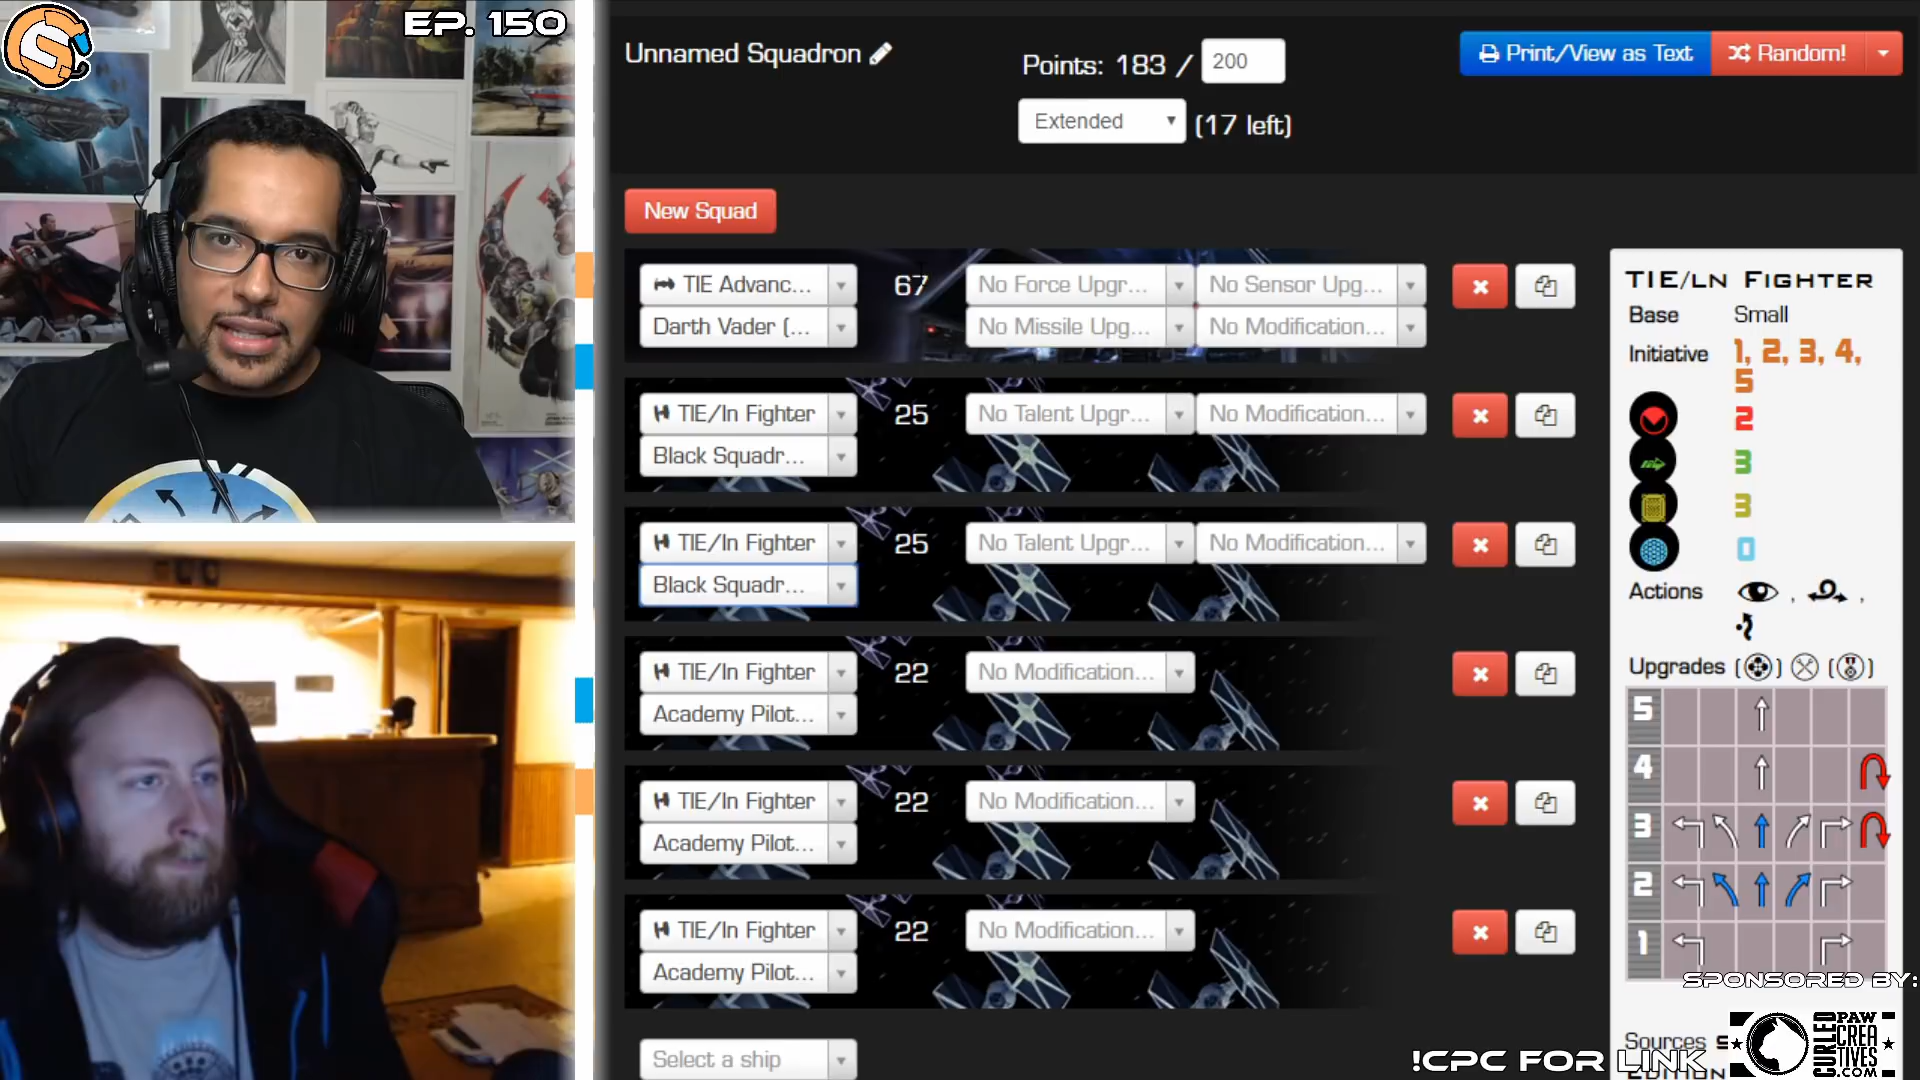 EP. 150
Unnamed Squadron
Points: 183 / 200
Extended
(17 left)
Print/View as Text
Random!
New Squad
TIE Advanc...
67
No Force Upgr...
No Sensor Upg...
Darth Vader (...
No Missile Upg...
No Modification...
TIE/ln Fighter
25
No Talent Upgr...
No Modification...
Black Squadr...
TIE/ln Fighter
25
No Talent Upgr...
No Modification...
Black Squadr...
TIE/ln Fighter
22
No Modification...
Academy Pilot...
TIE/ln Fighter
22
No Modification...
Academy Pilot...
TIE/ln Fighter
22
No Modification...
Academy Pilot...
Select a ship
TIE/LN FIGHTER
Base Small
Initiative 1, 2, 3, 4,
5
2
3
3
0
Actions , ,
Upgrades ( ) ( )
5
4
3
2
1
SPONSORED BY:
Sources
!CPC FOR LINK
CURLED
PAW
CREA
TIVES
.COM